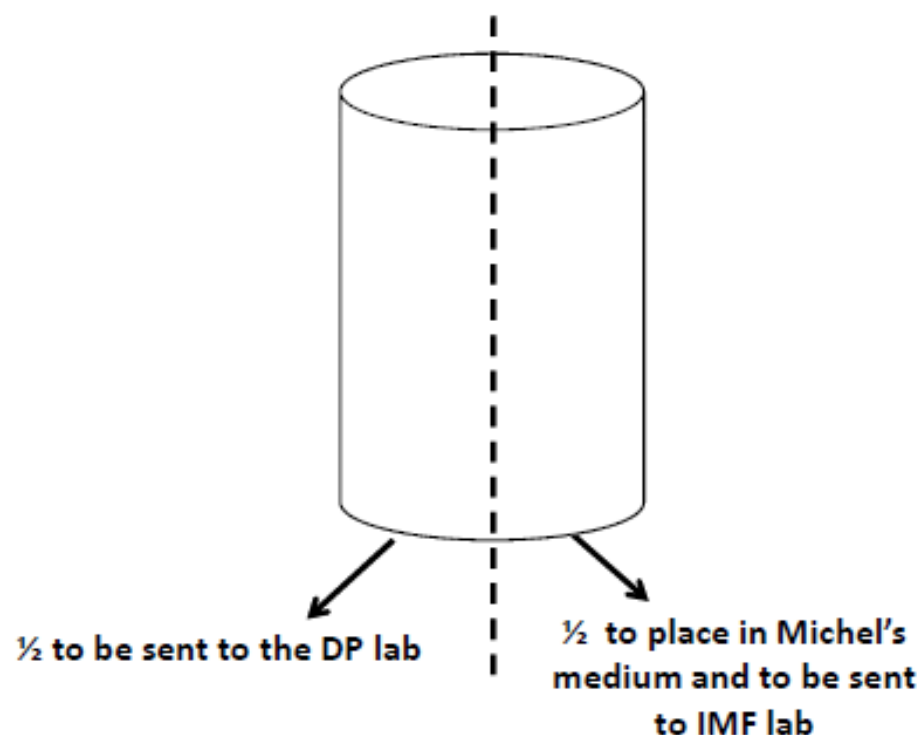 ½ to be sent to the DP lab
½ to place in Michel's
medium and to be sent
to IMF lab